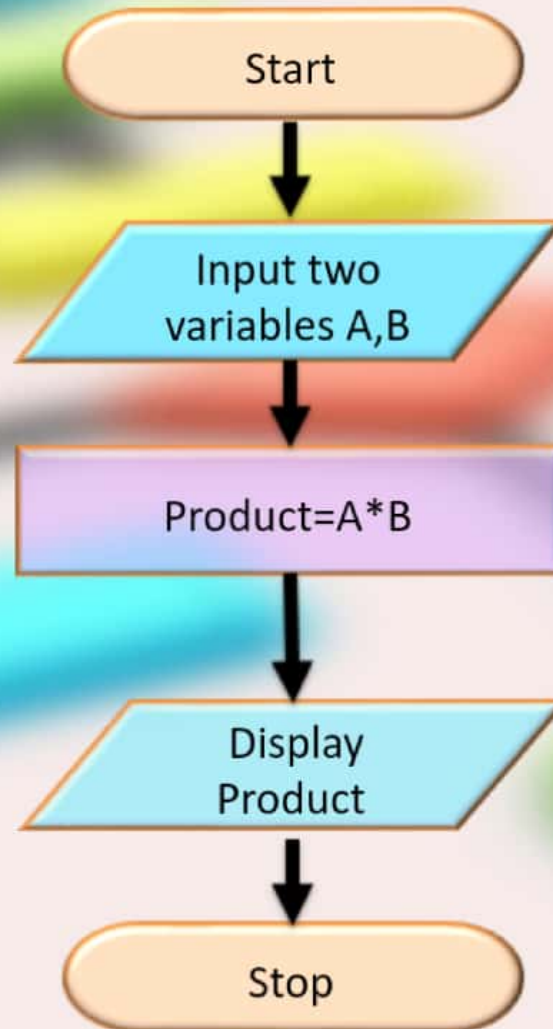 Start
Input two
variables A,B
Product=A*B
Display
Product
Stop